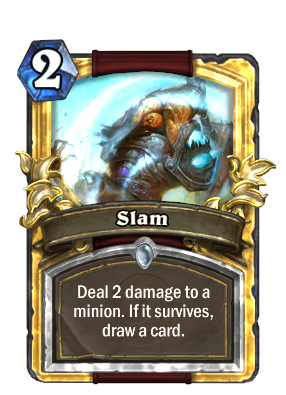 2
Slam
Deal 2 damage to a
minion. If it survives,
draw a card.